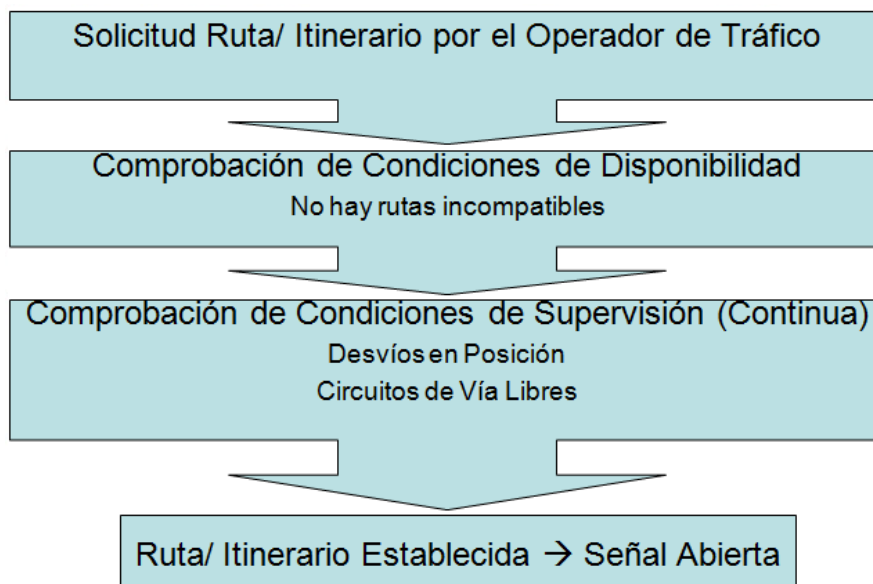 Solicitud Ruta/ Itinerario por el Operador de Tráfico
Comprobación de Condiciones de Disponibilidad
No hay rutas incompatibles
Comprobación de Condiciones de Supervisión (Continua)
Desvíos en Posición
Circuitos de Vía Libres
Ruta/ Itinerario Establecida → Señal Abierta